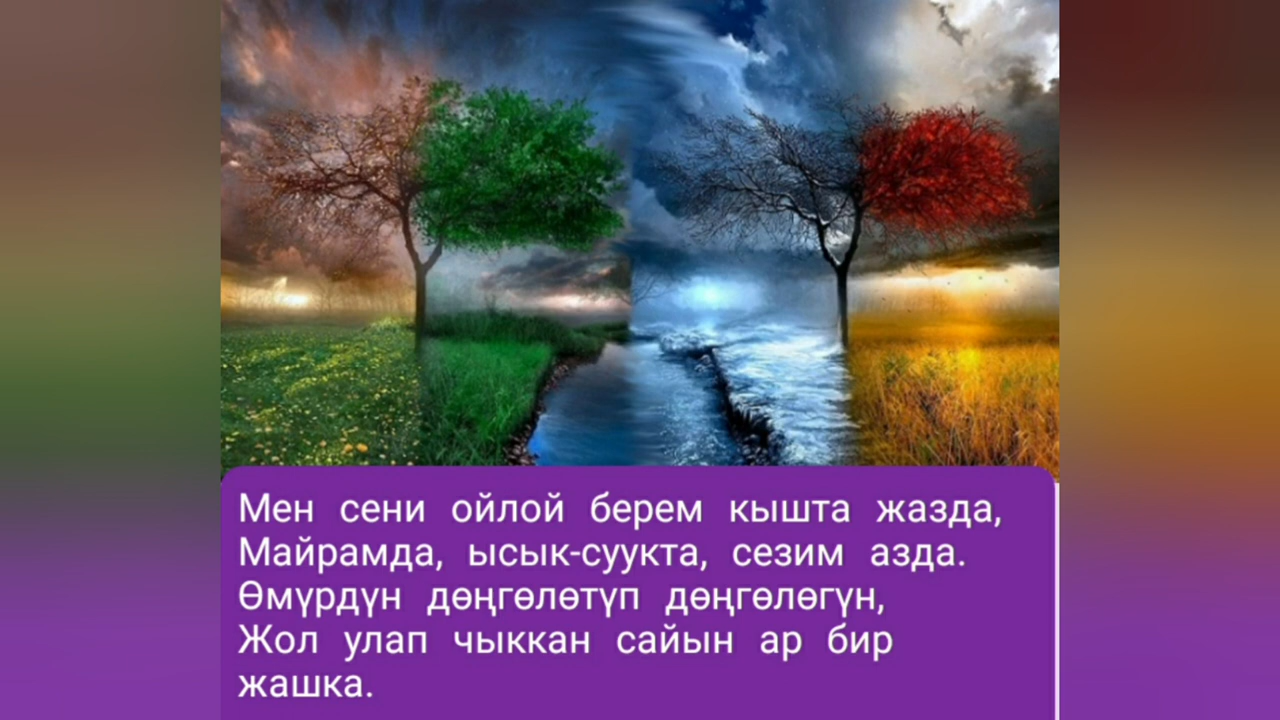 Мен сени ойлой берем кышта жазда,
Майрамда, ысык-суукта, сезим азда.
Өмүрдүн дөңгөлөтүп дөңгөлөгүн,
Жол улап чыккан сайын ар бир
жашка.